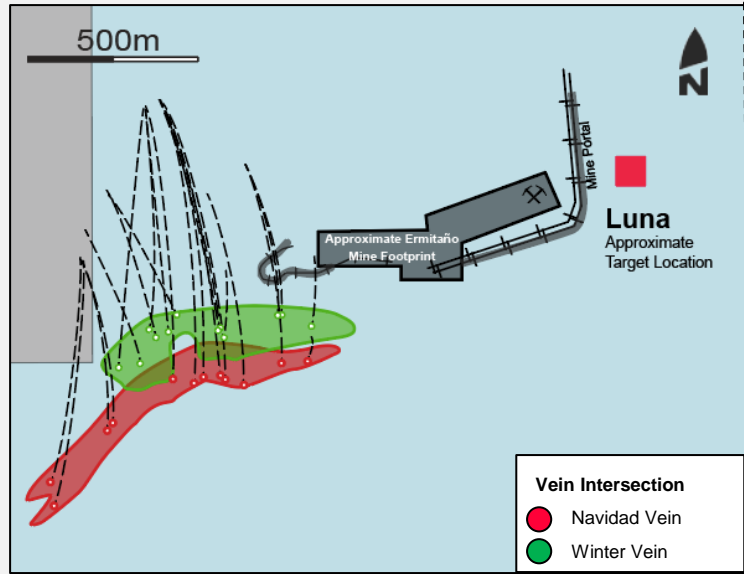 500m
N
Mine Portal
Luna
Approximate
Target Location
Approximate Ermitaño
Mine Footprint
Vein Intersection
Navidad Vein
Winter Vein